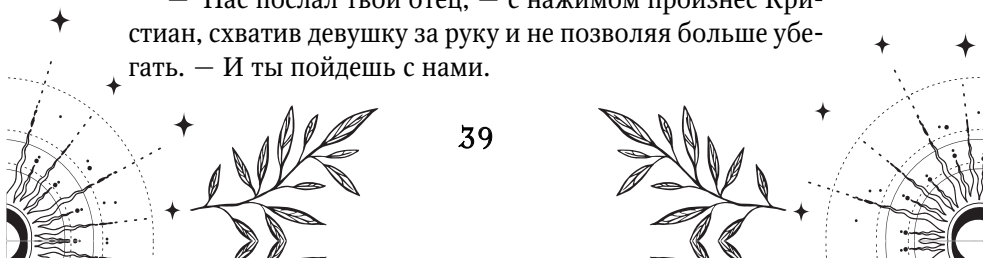 — Нас послал твой отец, — с нажимом произнес Кри-
стиан, схватив девушку за руку и не позволяя больше убе-
гать. — И ты пойдешь с нами.
39